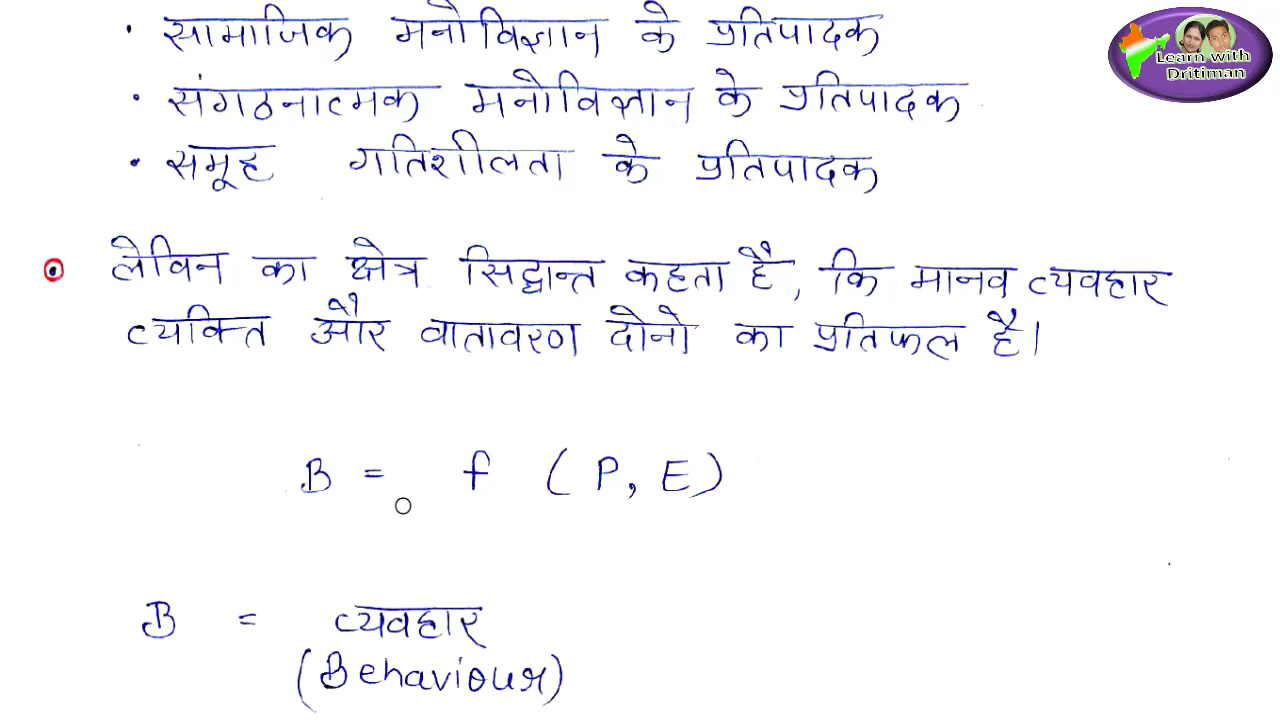 • सामाजिक मनोविज्ञान के प्रतिपादक
• संगठनात्मक मनोविज्ञान के प्रतिपादक
• समूह गतिशीलता के प्रतिपादक
लेविन का क्षेत्र सिद्धान्त कहता है, कि मानव व्यवहार
व्यक्ति और वातावरण दोनो का प्रतिफल है।
B = f (P, E)
B = व्यवहार
(Behaviour)
Learn with
Dritiman